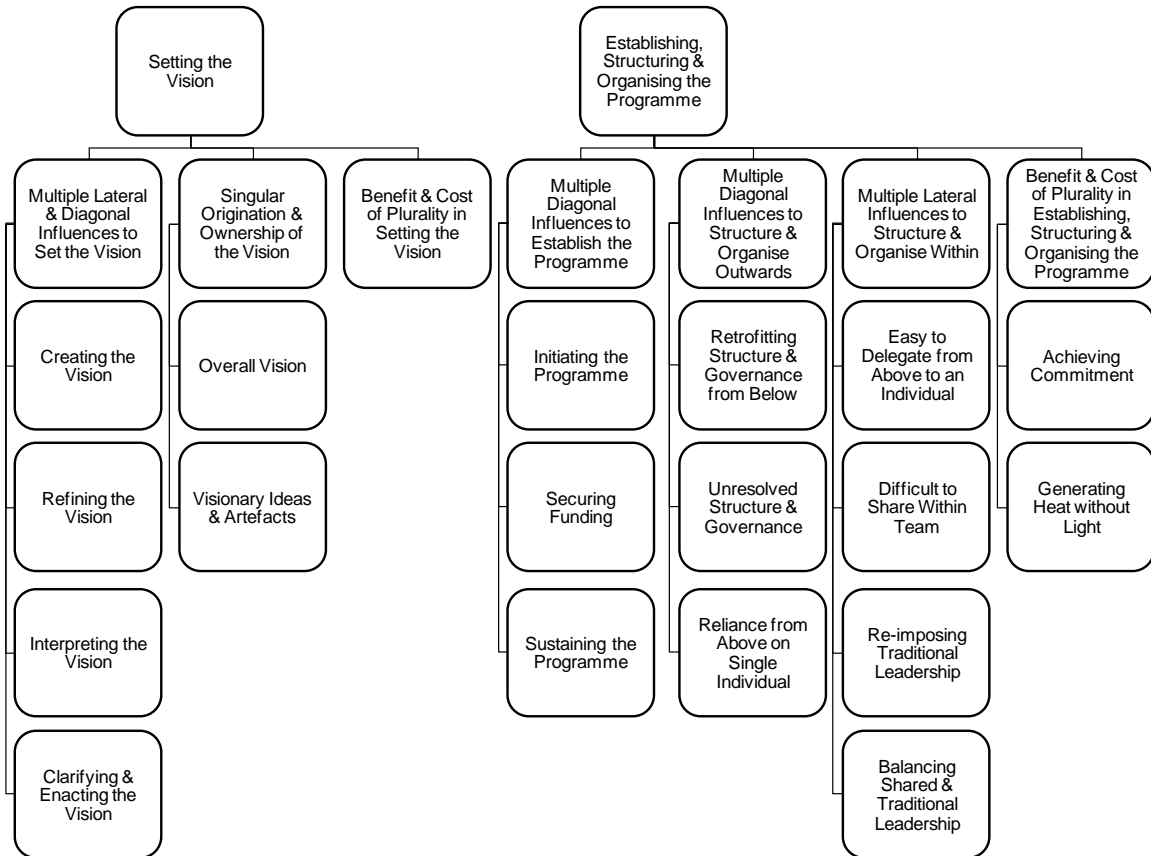 Setting the
Vision
Establishing,
Structuring &
Organising the
Programme
Multiple Lateral
& Diagonal
Influences to
Set the Vision
Singular
Origination &
Ownership of
the Vision
Benefit & Cost
of Plurality in
Setting the
Vision
Multiple
Diagonal
Influences to
Establish the
Programme
Multiple
Diagonal
Influences to
Structure &
Organise
Outwards
Multiple Lateral
Influences to
Structure &
Organise Within
Benefit & Cost
of Plurality in
Establishing,
Structuring &
Organising the
Programme
Creating the
Vision
Overall Vision
Initiating the
Programme
Retrofitting
Structure &
Governance
from Below
Easy to
Delegate from
Above to an
Individual
Achieving
Commitment
Refining the
Vision
Visionary Ideas
& Artefacts
Securing
Funding
Unresolved
Structure &
Governance
Difficult to
Share Within
Team
Generating
Heat without
Light
Interpreting the
Vision
Sustaining the
Programme
Reliance from
Above on
Single
Individual
Re-imposing
Traditional
Leadership
Clarifying &
Enacting the
Vision
Balancing
Shared &
Traditional
Leadership